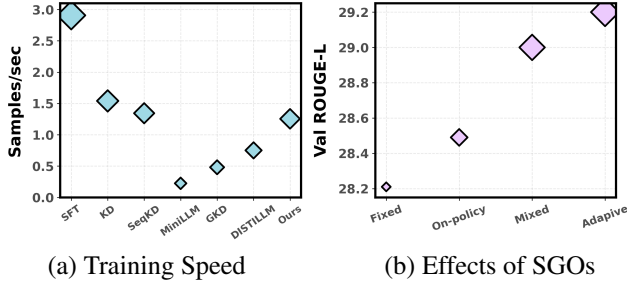 3.0
2.5
2.0
1.5
1.0
0.5
0.0
Samples/sec
SFT
KD
SeqKD
MiniLLM
GKD
DISTILLM
Ours
(a) Training Speed
29.2
29.0
28.8
28.6
28.4
28.2
Val ROUGE-L
Fixed
On-policy
Mixed
Adapive
(b) Effects of SGOs